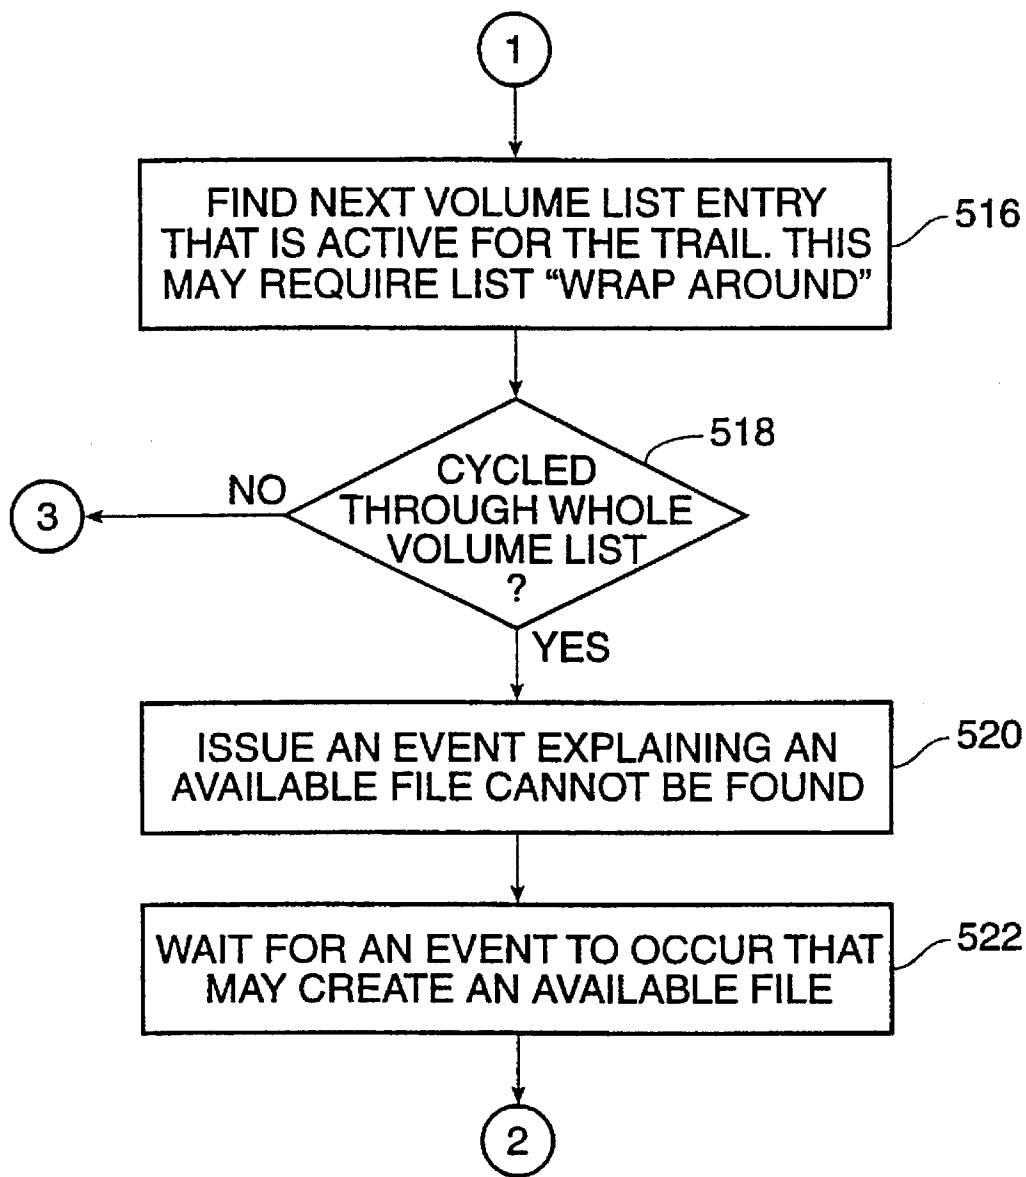 1
FIND NEXT VOLUME LIST ENTRY
THAT IS ACTIVE FOR THE TRAIL. THIS
MAY REQUIRE LIST “WRAP AROUND”
516
518
CYCLED
THROUGH WHOLE
VOLUME LIST
?
NO
3
YES
ISSUE AN EVENT EXPLAINING AN
AVAILABLE FILE CANNOT BE FOUND
520
WAIT FOR AN EVENT TO OCCUR THAT
MAY CREATE AN AVAILABLE FILE
522
2